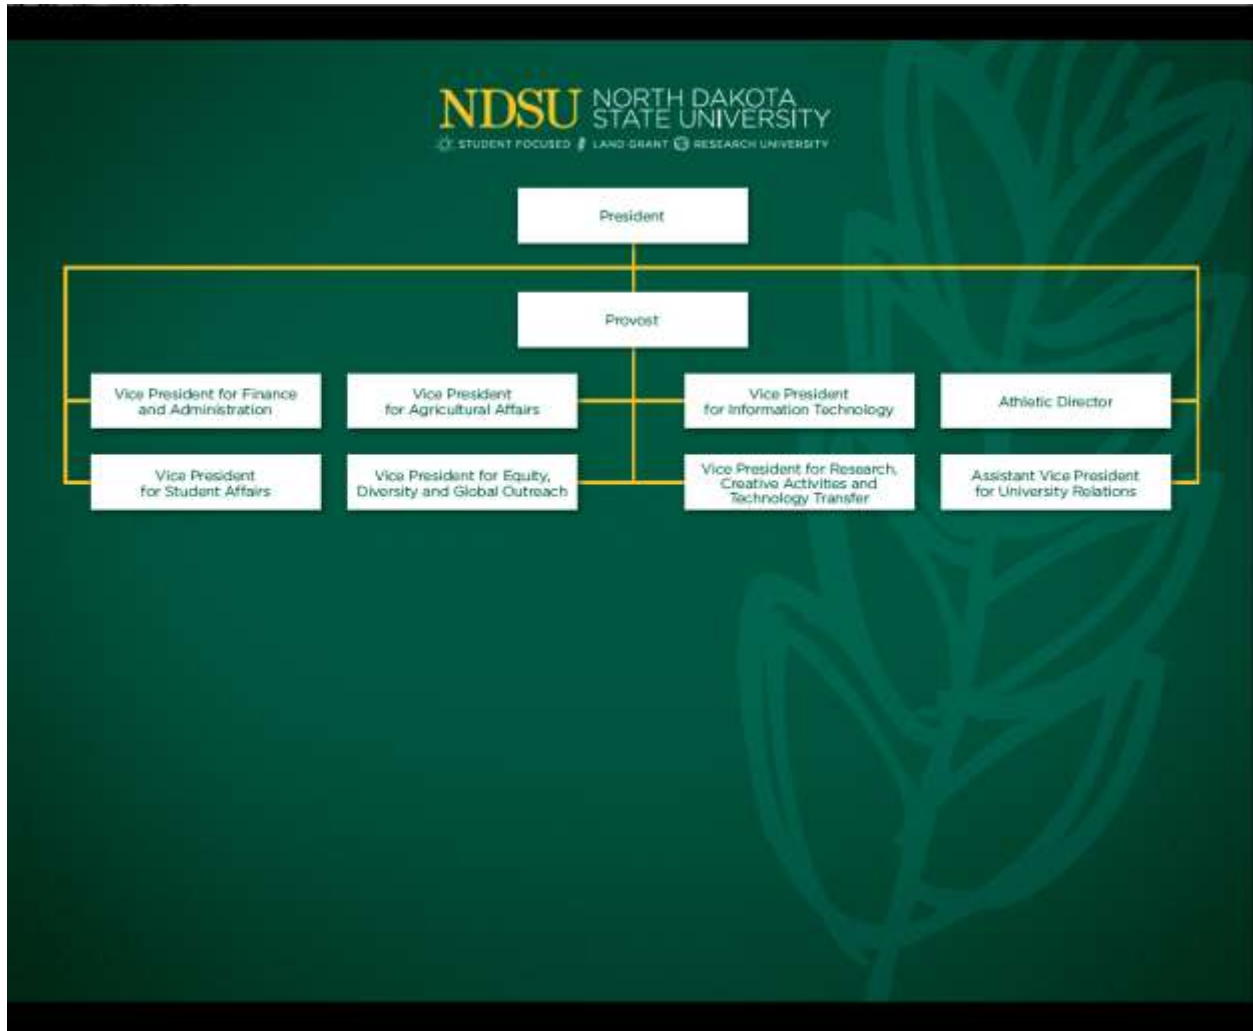 NDSU NORTH DAKOTA
STATE UNIVERSITY
STUDENT FOCUSED LAND GRANT RESEARCH UNIVERSITY
President
Provost
Vice President for Finance
and Administration
Vice President
for Agricultural Affairs
Vice President
for Information Technology
Athletic Director
Vice President
for Student Affairs
Vice President for Equity,
Diversity and Global Outreach
Vice President for Research,
Creative Activities and
Technology Transfer
Assistant Vice President
for University Relations